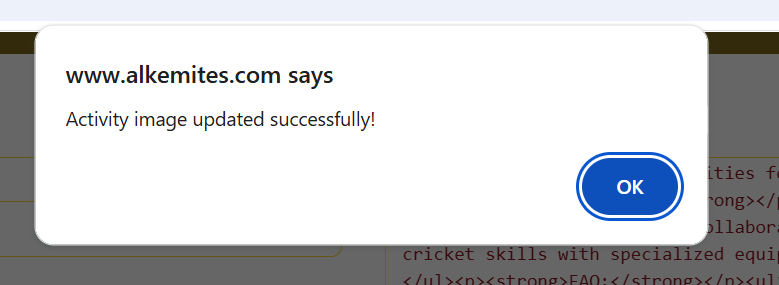 www.alkemites.com says
Activity image updated successfully!
OK
ities fo
rong></p
ollabora
cricket skills with specialized equip
</ul><p><strong>FAQ:</strong></p><ul